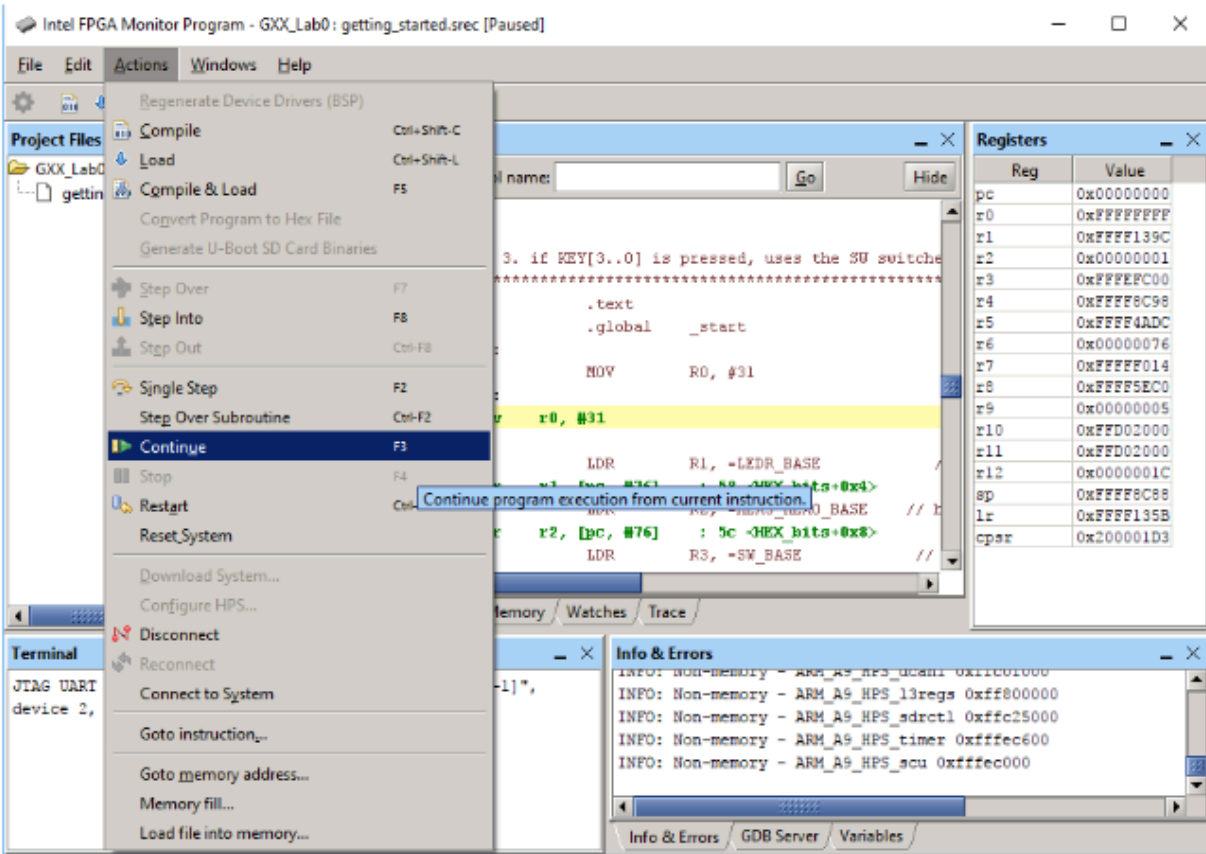 Intel FPGA Monitor Program - GXX_Lab0 : getting_started.srec [Paused]
File Edit Actions Windows Help
Regenerate Device Drivers (BSP)
Compile Ctrl+Shift-C
Load Ctrl+Shift-L
Compile & Load F5
Convert Program to Hex File
Generate U-Boot SD Card Binaries
Step Over F7
Step Into F8
Step Out Ctrl-F8
Single Step F2
Step Over Subroutine Ctrl-F2
Continue F3
Stop F4
Restart
Reset System
Download System...
Configure HPS...
Disconnect
Reconnect
Connect to System
Goto instruction...
Goto memory address...
Memory fill...
Load file into memory...
Continue program execution from current instruction.
Project Files
GXX_Lab0
gettin
ol name: Go Hide
3. if KEY[3..0] is pressed, uses the SW switche
.text
.global _start
MOV R0, #31
r0, #31
LDR R1, =LEDR_BASE /
r1, [pc, #76] ; 58 <HEX_bits+0x4>
// b
r2, [pc, #76] ; 5c <HEX_bits+0x8>
LDR R3, =SW_BASE //
Memory Watches Trace
Registers
Reg Value
pc 0x00000000
r0 0xFFFFFFFF
r1 0xFFFF139C
r2 0x00000001
r3 0xFFFEFC00
r4 0xFFFF8C98
r5 0xFFFF4ADC
r6 0x00000076
r7 0xFFFFF014
r8 0xFFFF5EC0
r9 0x00000005
r10 0xFFD02000
r11 0xFFD02000
r12 0x0000001C
sp 0xFFFF8C88
lr 0xFFFF135B
cpsr 0x200001D3
Terminal
JTAG UART -1]",
device 2,
Info & Errors
INFO: Non-memory - ARM_A9_HPS_dcan1 0xffc01000
INFO: Non-memory - ARM_A9_HPS_l3regs 0xff800000
INFO: Non-memory - ARM_A9_HPS_sdrctl 0xffc25000
INFO: Non-memory - ARM_A9_HPS_timer 0xfffec600
INFO: Non-memory - ARM_A9_HPS_scu 0xfffec000
Info & Errors GDB Server Variables